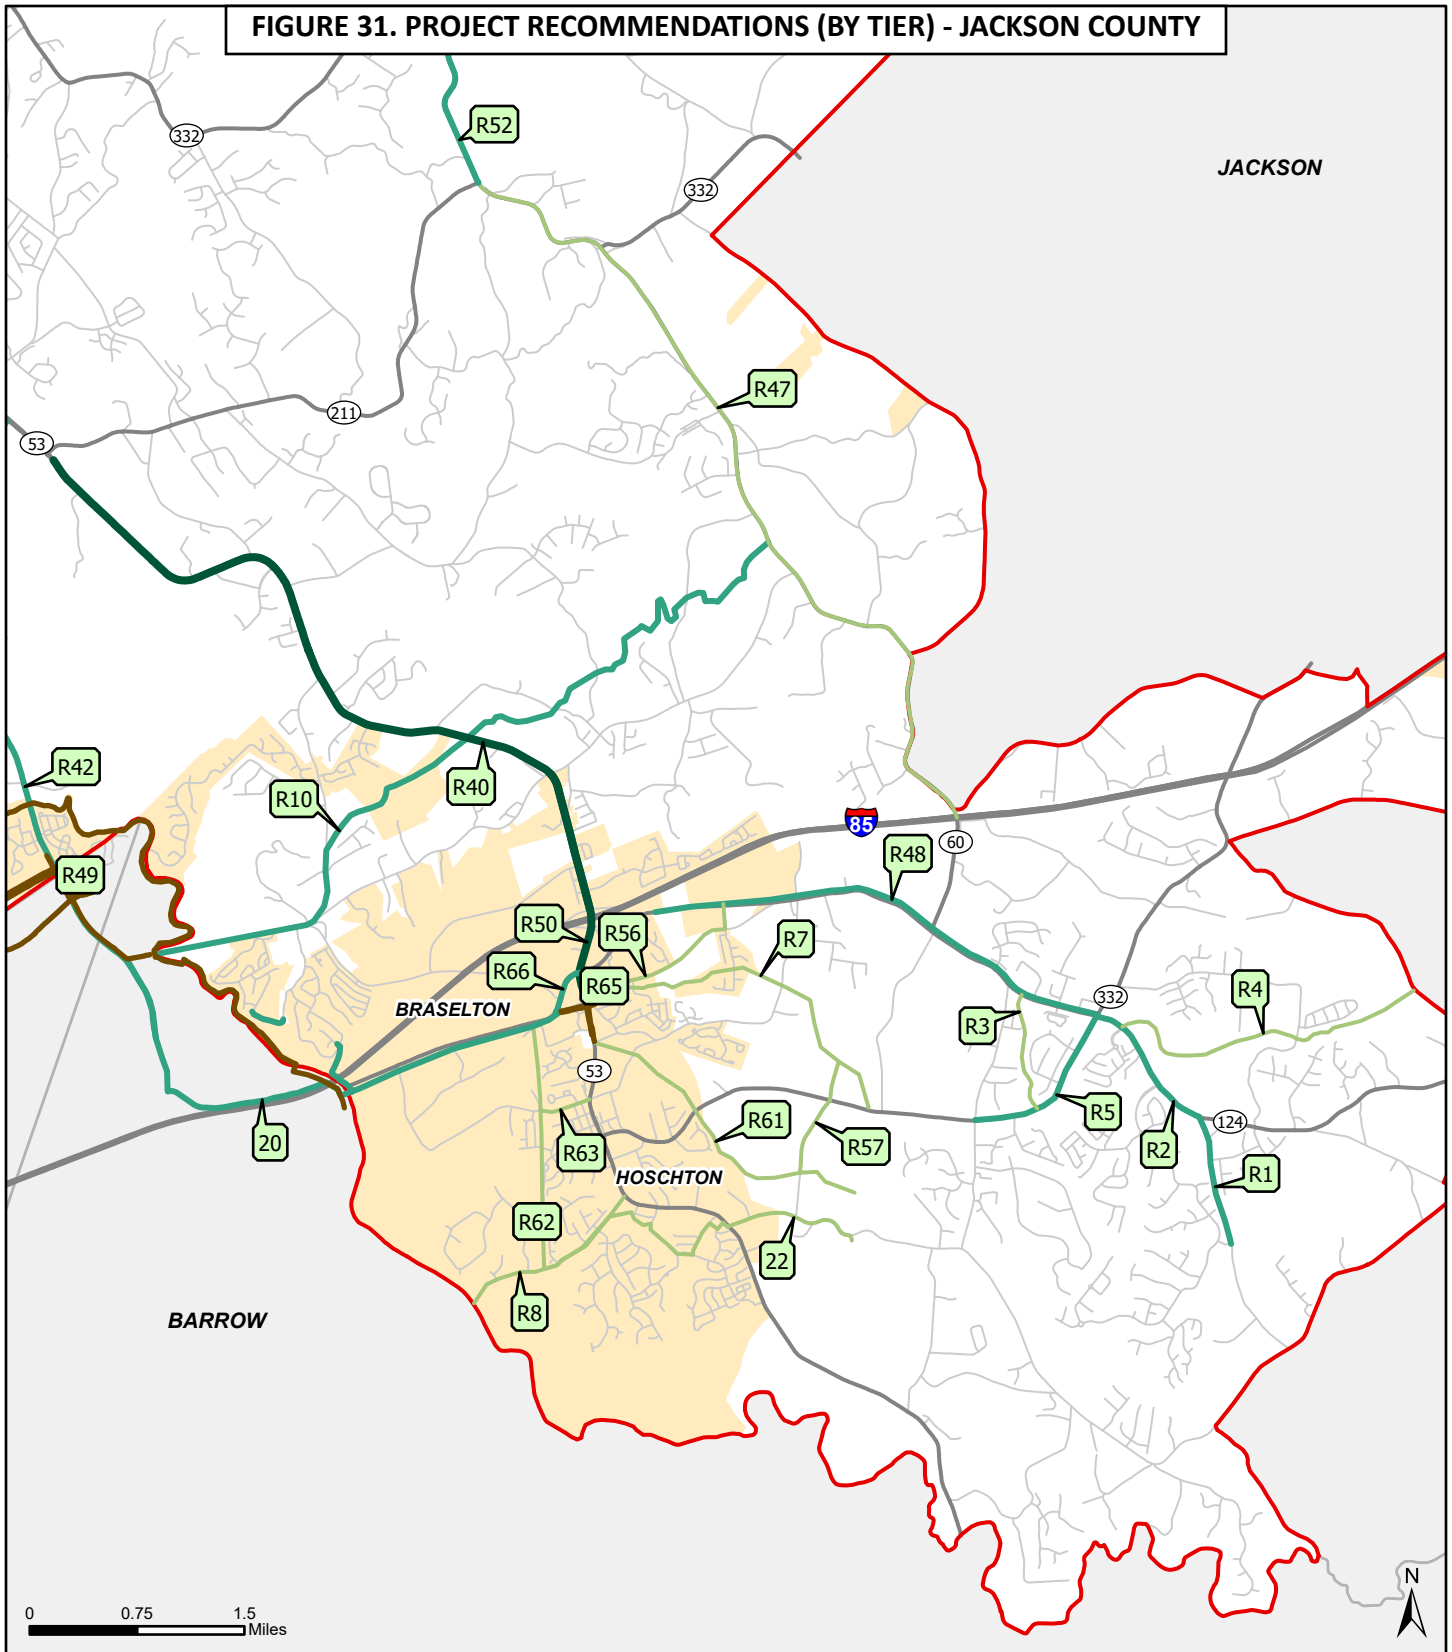 FIGURE 31. PROJECT RECOMMENDATIONS (BY TIER) - JACKSON COUNTY
R52
332
JACKSON
332
R47
211
53
R42
R40
R10
85
60
R48
R49
R50
R56
R7
R66
R65
332
R4
BRASELTON
R3
53
R5
20
R61
R2
124
R63
R57
HOSCHTON
R1
R62
22
R8
BARROW
N
0 0.75 1.5
Miles